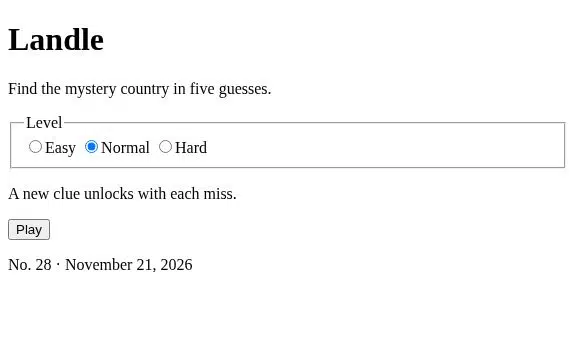 Landle
Find the mystery country in five guesses.
Level
Easy Normal Hard
A new clue unlocks with each miss.
Play
No. 28 · November 21, 2026